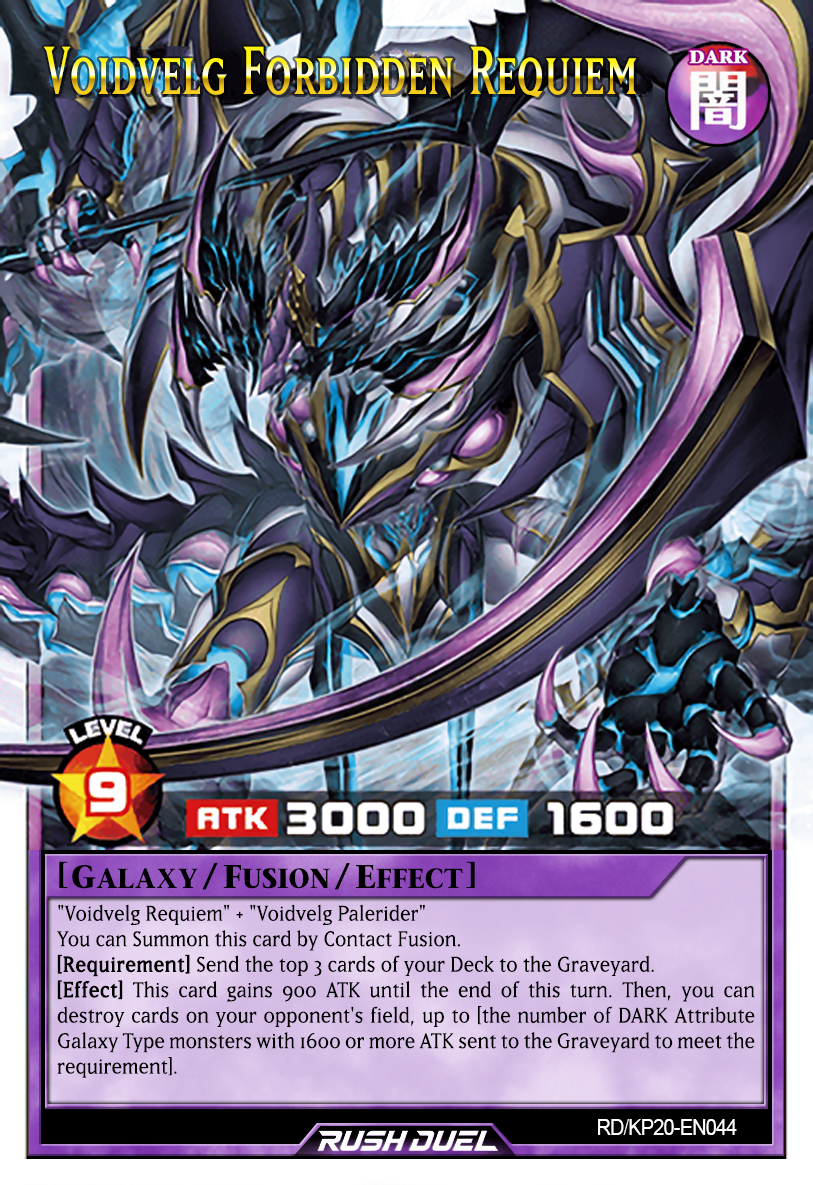 VOIDVELG FORBIDDEN REQUIEM
DARK
闇
LEVEL
9
ATK 3000 DEF 1600
[GALAXY / FUSION / EFFECT]
"Voidvelg Requiem" + "Voidvelg Palerider"
You can Summon this card by Contact Fusion.
[Requirement] Send the top 3 cards of your Deck to the Graveyard.
[Effect] This card gains 900 ATK until the end of this turn. Then, you can
destroy cards on your opponent's field, up to [the number of DARK Attribute
Galaxy Type monsters with 1600 or more ATK sent to the Graveyard to meet the
requirement].
RD/KP20-EN044
RUSH DUEL